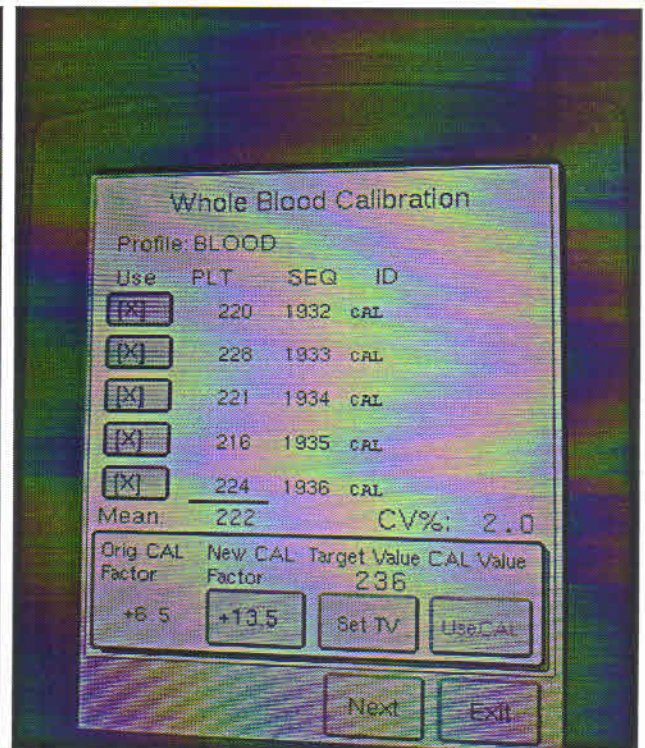 Whole Blood Calibration
Profile: BLOOD
Use PLT SEQ ID
[X] 220 1932 CAL
[X] 228 1933 CAL
[X] 221 1934 CAL
[X] 216 1935 CAL
[X] 224 1936 CAL
Mean: 222 CV%: 2.0
Orig CAL Factor New CAL Factor Target Value CAL Value
236
+6.5 +13.5 Set TV Use CAL
Next Exit